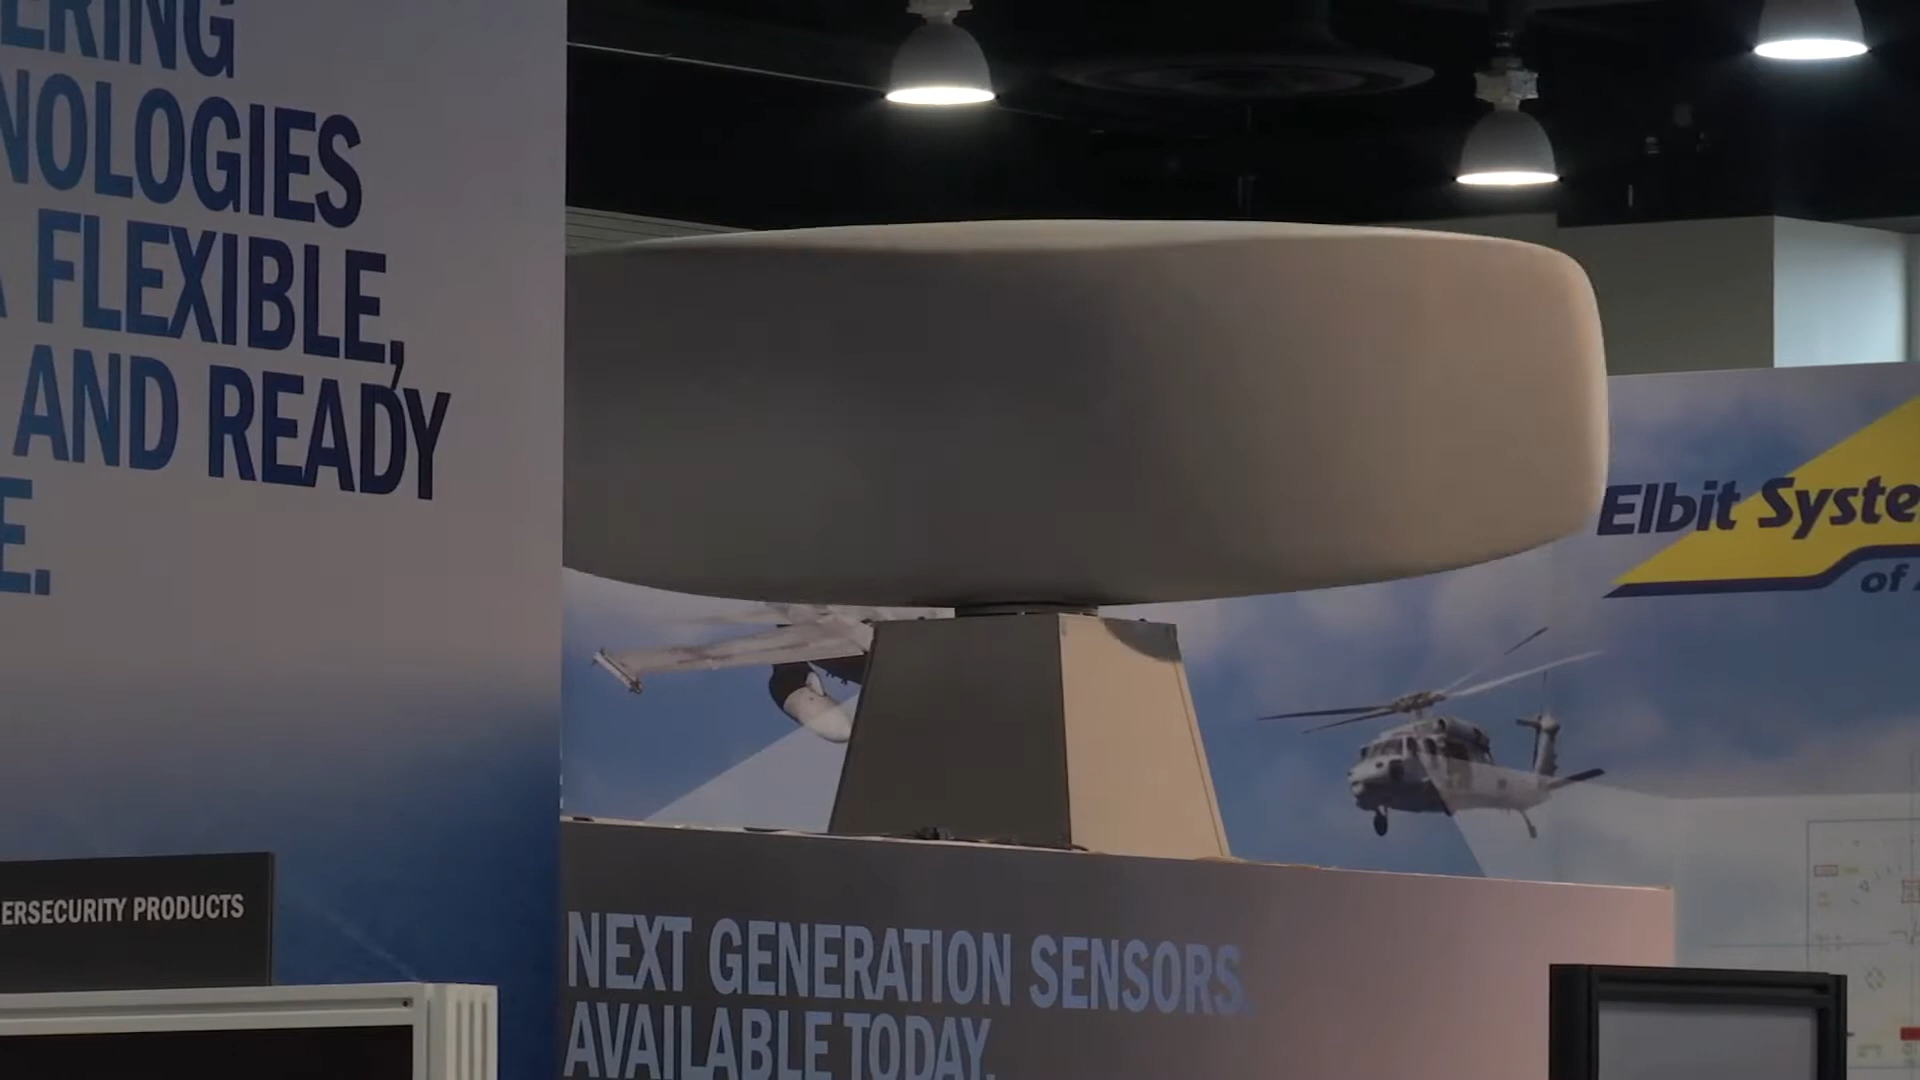 ERING
NOLOGIES
FLEXIBLE,
AND READY
E.
ERSECURITY PRODUCTS
NEXT GENERATION SENSORS.
AVAILABLE TODAY.
Elbit Syste
of